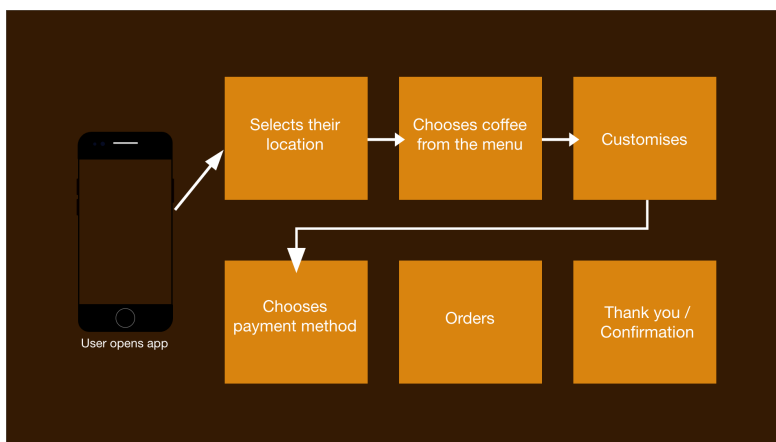 Selects their
location
Chooses coffee
from the menu
Customises
User opens app
Chooses
payment method
Orders
Thank you /
Confirmation